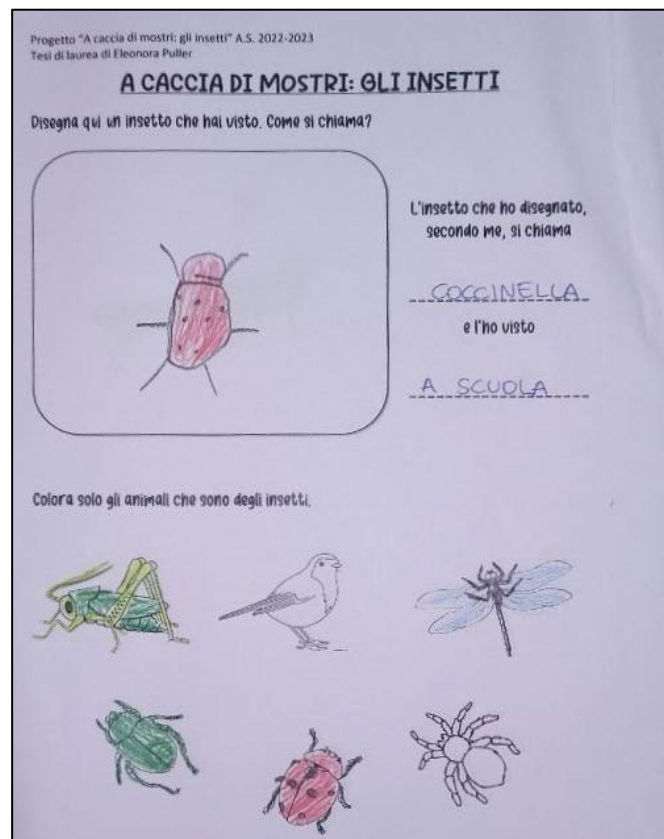 Progetto "A caccia di mostri: gli insetti" A.S. 2022-2023
Tesi di laurea di Eleonora Puller
A CACCIA DI MOSTRI: GLI INSETTI
Disegna qui un insetto che hai visto. Come si chiama?
L'insetto che ho disegnato,
secondo me, si chiama
COCCINELLA
e l'ho visto
A SCUOLA
Colora solo gli animali che sono degli insetti.